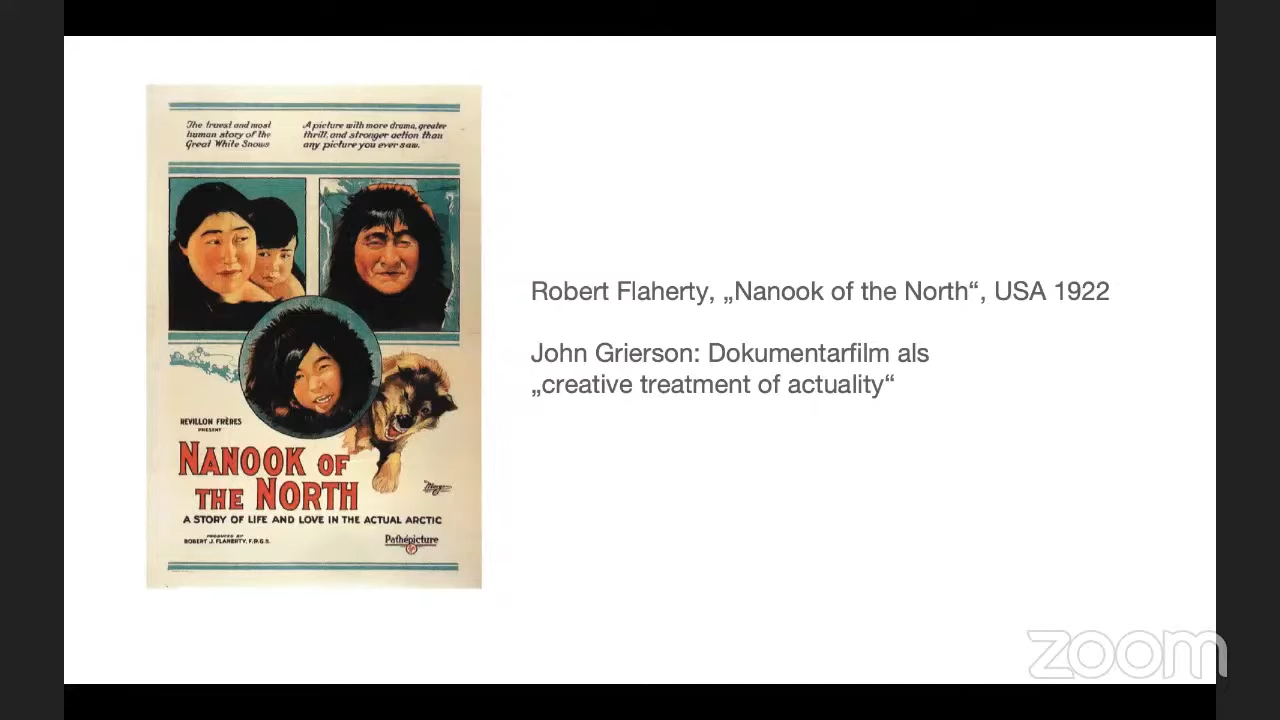 The truest and most
human story of the
Great White Snows
A picture with more drama, greater
thrill, and stronger action than
any picture you ever saw.
REVILLON FRÈRES
PRESENT
NANOOK OF
THE NORTH
A STORY OF LIFE AND LOVE IN THE ACTUAL ARCTIC
PRODUCED BY
ROBERT J. FLAHERTY, F.R.G.S.
Pathépicture
Robert Flaherty, „Nanook of the North“, USA 1922
John Grierson: Dokumentarfilm als
„creative treatment of actuality“
zoom